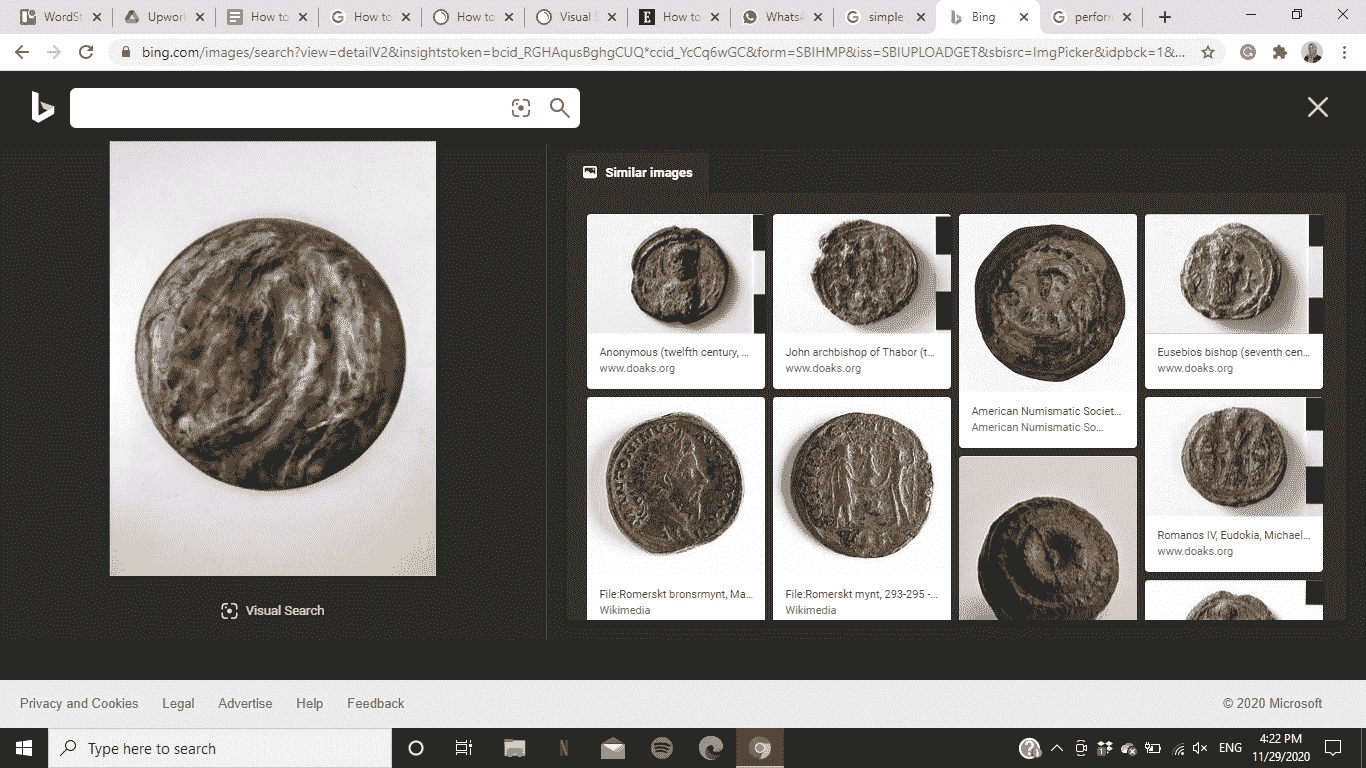 WordSt
Upwor
How to
How to
How to
Visual S
How to
WhatsA
simple
Bing
perforn
bing.com/images/search?view=detailV2&insightstoken=bcid_RGHAqusBghgCUQ*ccid_YcCq6wGC&form=SBIHMP&iss=SBIUPLOADGET&sbisrc=ImgPicker&idpbck=1&...
Similar images
Anonymous (twelfth century, ...
www.doaks.org
John archbishop of Thabor (t...
www.doaks.org
American Numismatic Societ...
American Numismatic So...
Eusebios bishop (seventh cen...
www.doaks.org
File:Romerskt bronsrmynt, Ma...
Wikimedia
File:Romerskt mynt, 293-295 -...
Wikimedia
Romanos IV, Eudokia, Michael...
www.doaks.org
Visual Search
Privacy and Cookies
Legal
Advertise
Help
Feedback
© 2020 Microsoft
Type here to search
ENG
4:22 PM
11/29/2020